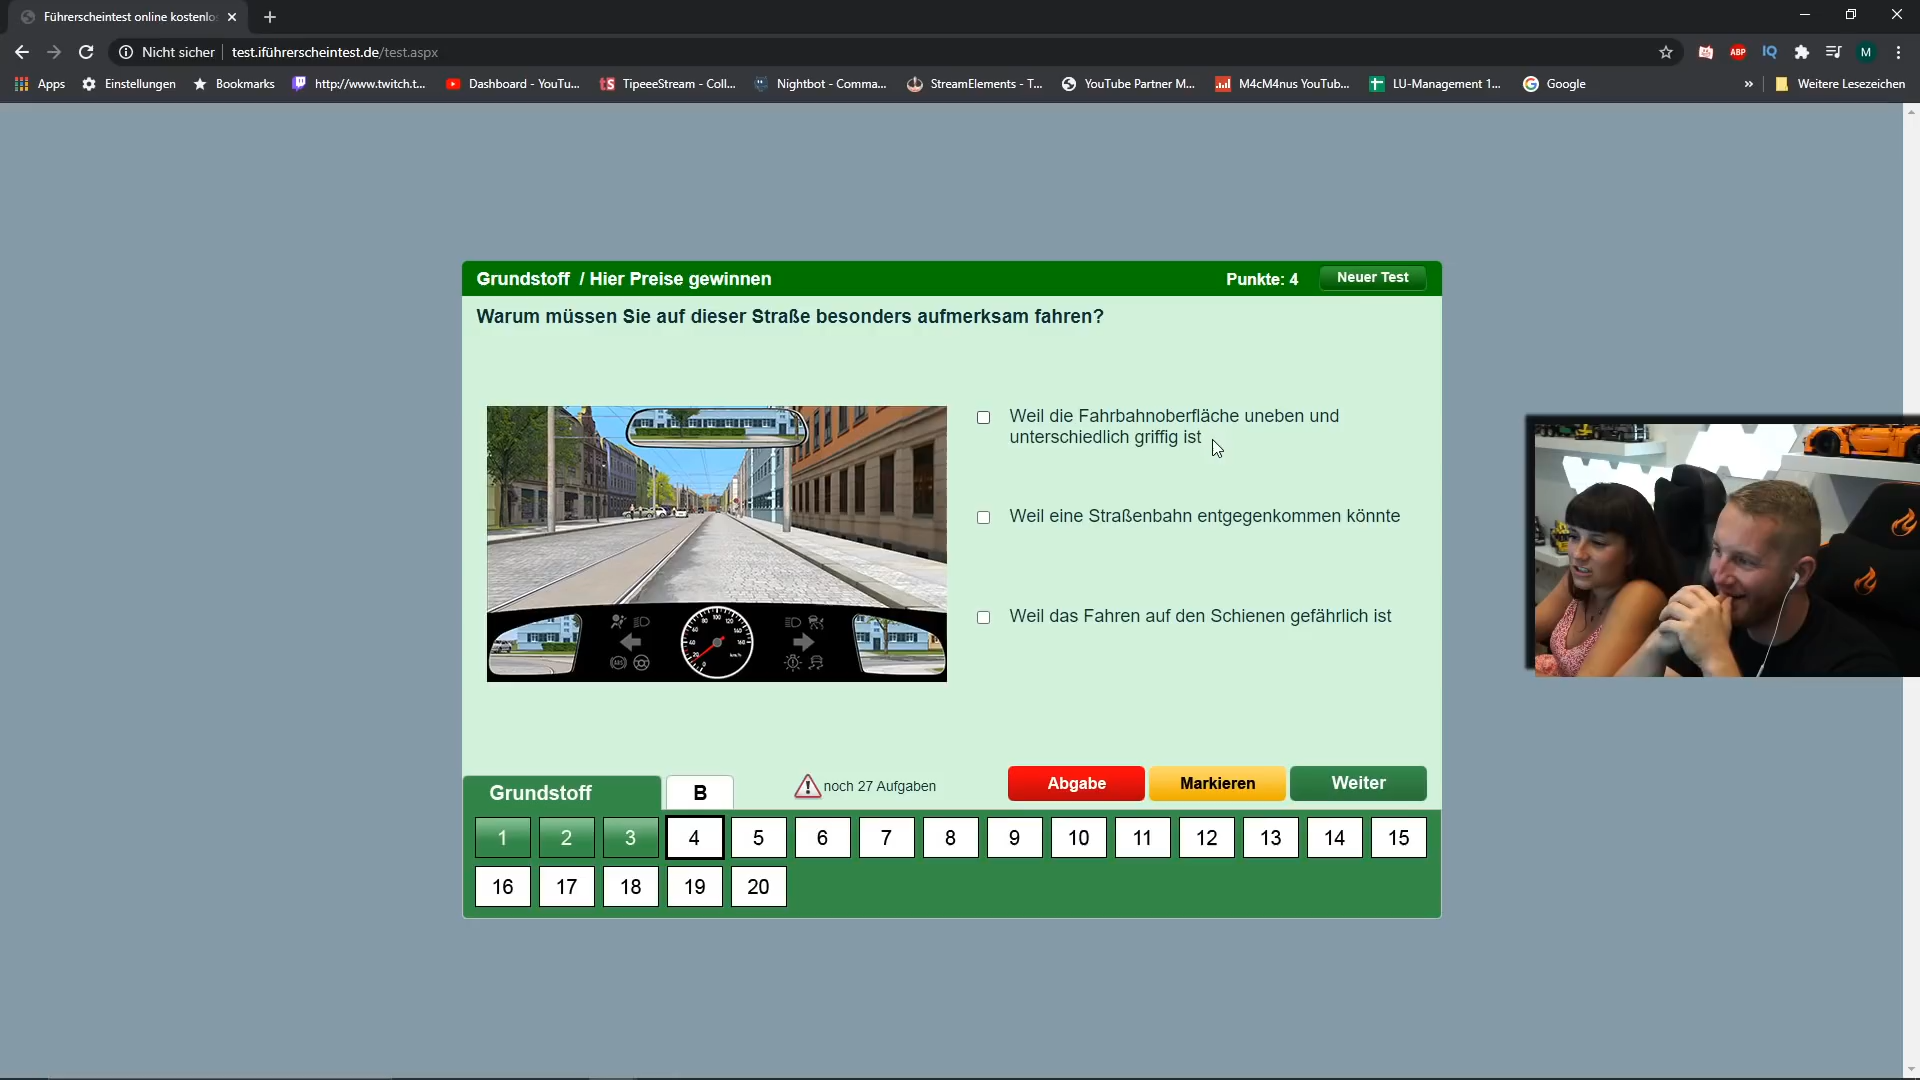 Führerscheintest online kostenlo
Nicht sicher
test.iführerscheintest.de/test.aspx
ABP
IQ
M
Apps
Einstellungen
Bookmarks
http://www.twitch.t...
Dashboard - YouTu...
TipeeeStream - Coll...
Nightbot - Comma...
StreamElements - T...
YouTube Partner M...
M4cM4nus YouTub...
LU-Management 1...
Google
»
Weitere Lesezeichen
Grundstoff / Hier Preise gewinnen
Punkte: 4
Neuer Test
Warum müssen Sie auf dieser Straße besonders aufmerksam fahren?
Weil die Fahrbahnoberfläche uneben und
unterschiedlich griffig ist
Weil eine Straßenbahn entgegenkommen könnte
Weil das Fahren auf den Schienen gefährlich ist
Grundstoff
B
noch 27 Aufgaben
Abgabe
Markieren
Weiter
1 2 3 4 5 6 7 8 9 10 11 12 13 14 15
16 17 18 19 20